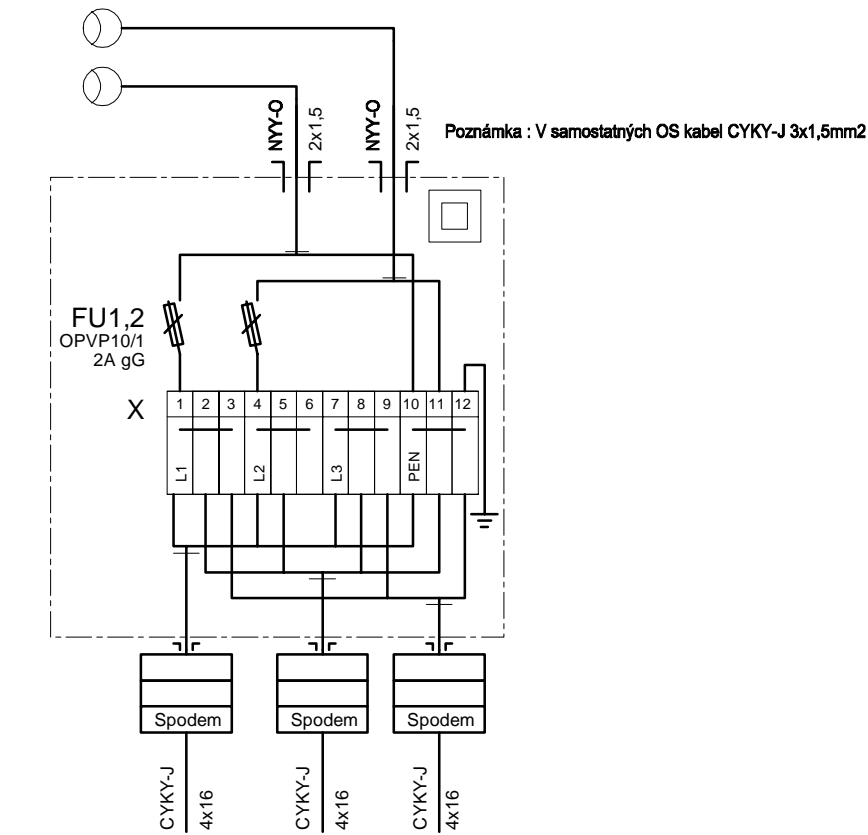 NYY-O
2x1,5
NYY-O
2x1,5
Poznámka : V samostatných OS kabel CYKY-J 3x1,5mm2
FU1,2
OPVP10/1
2A gG
X
1 2 3 4 5 6 7 8 9 10 11 12
L1 L2 L3 PEN
Spodem Spodem Spodem
CYKY-J
4x16
CYKY-J
4x16
CYKY-J
4x16